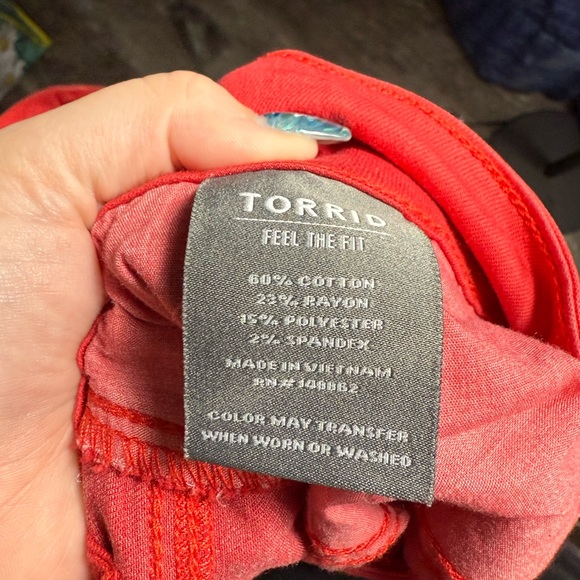 TORRID
FEEL THE FIT
60% COTTON
23% RAYON
15% POLYESTER
2% SPANDEX
MADE IN VIETNAM
RN# 148862
COLOR MAY TRANSFER
WHEN WORN OR WASHED